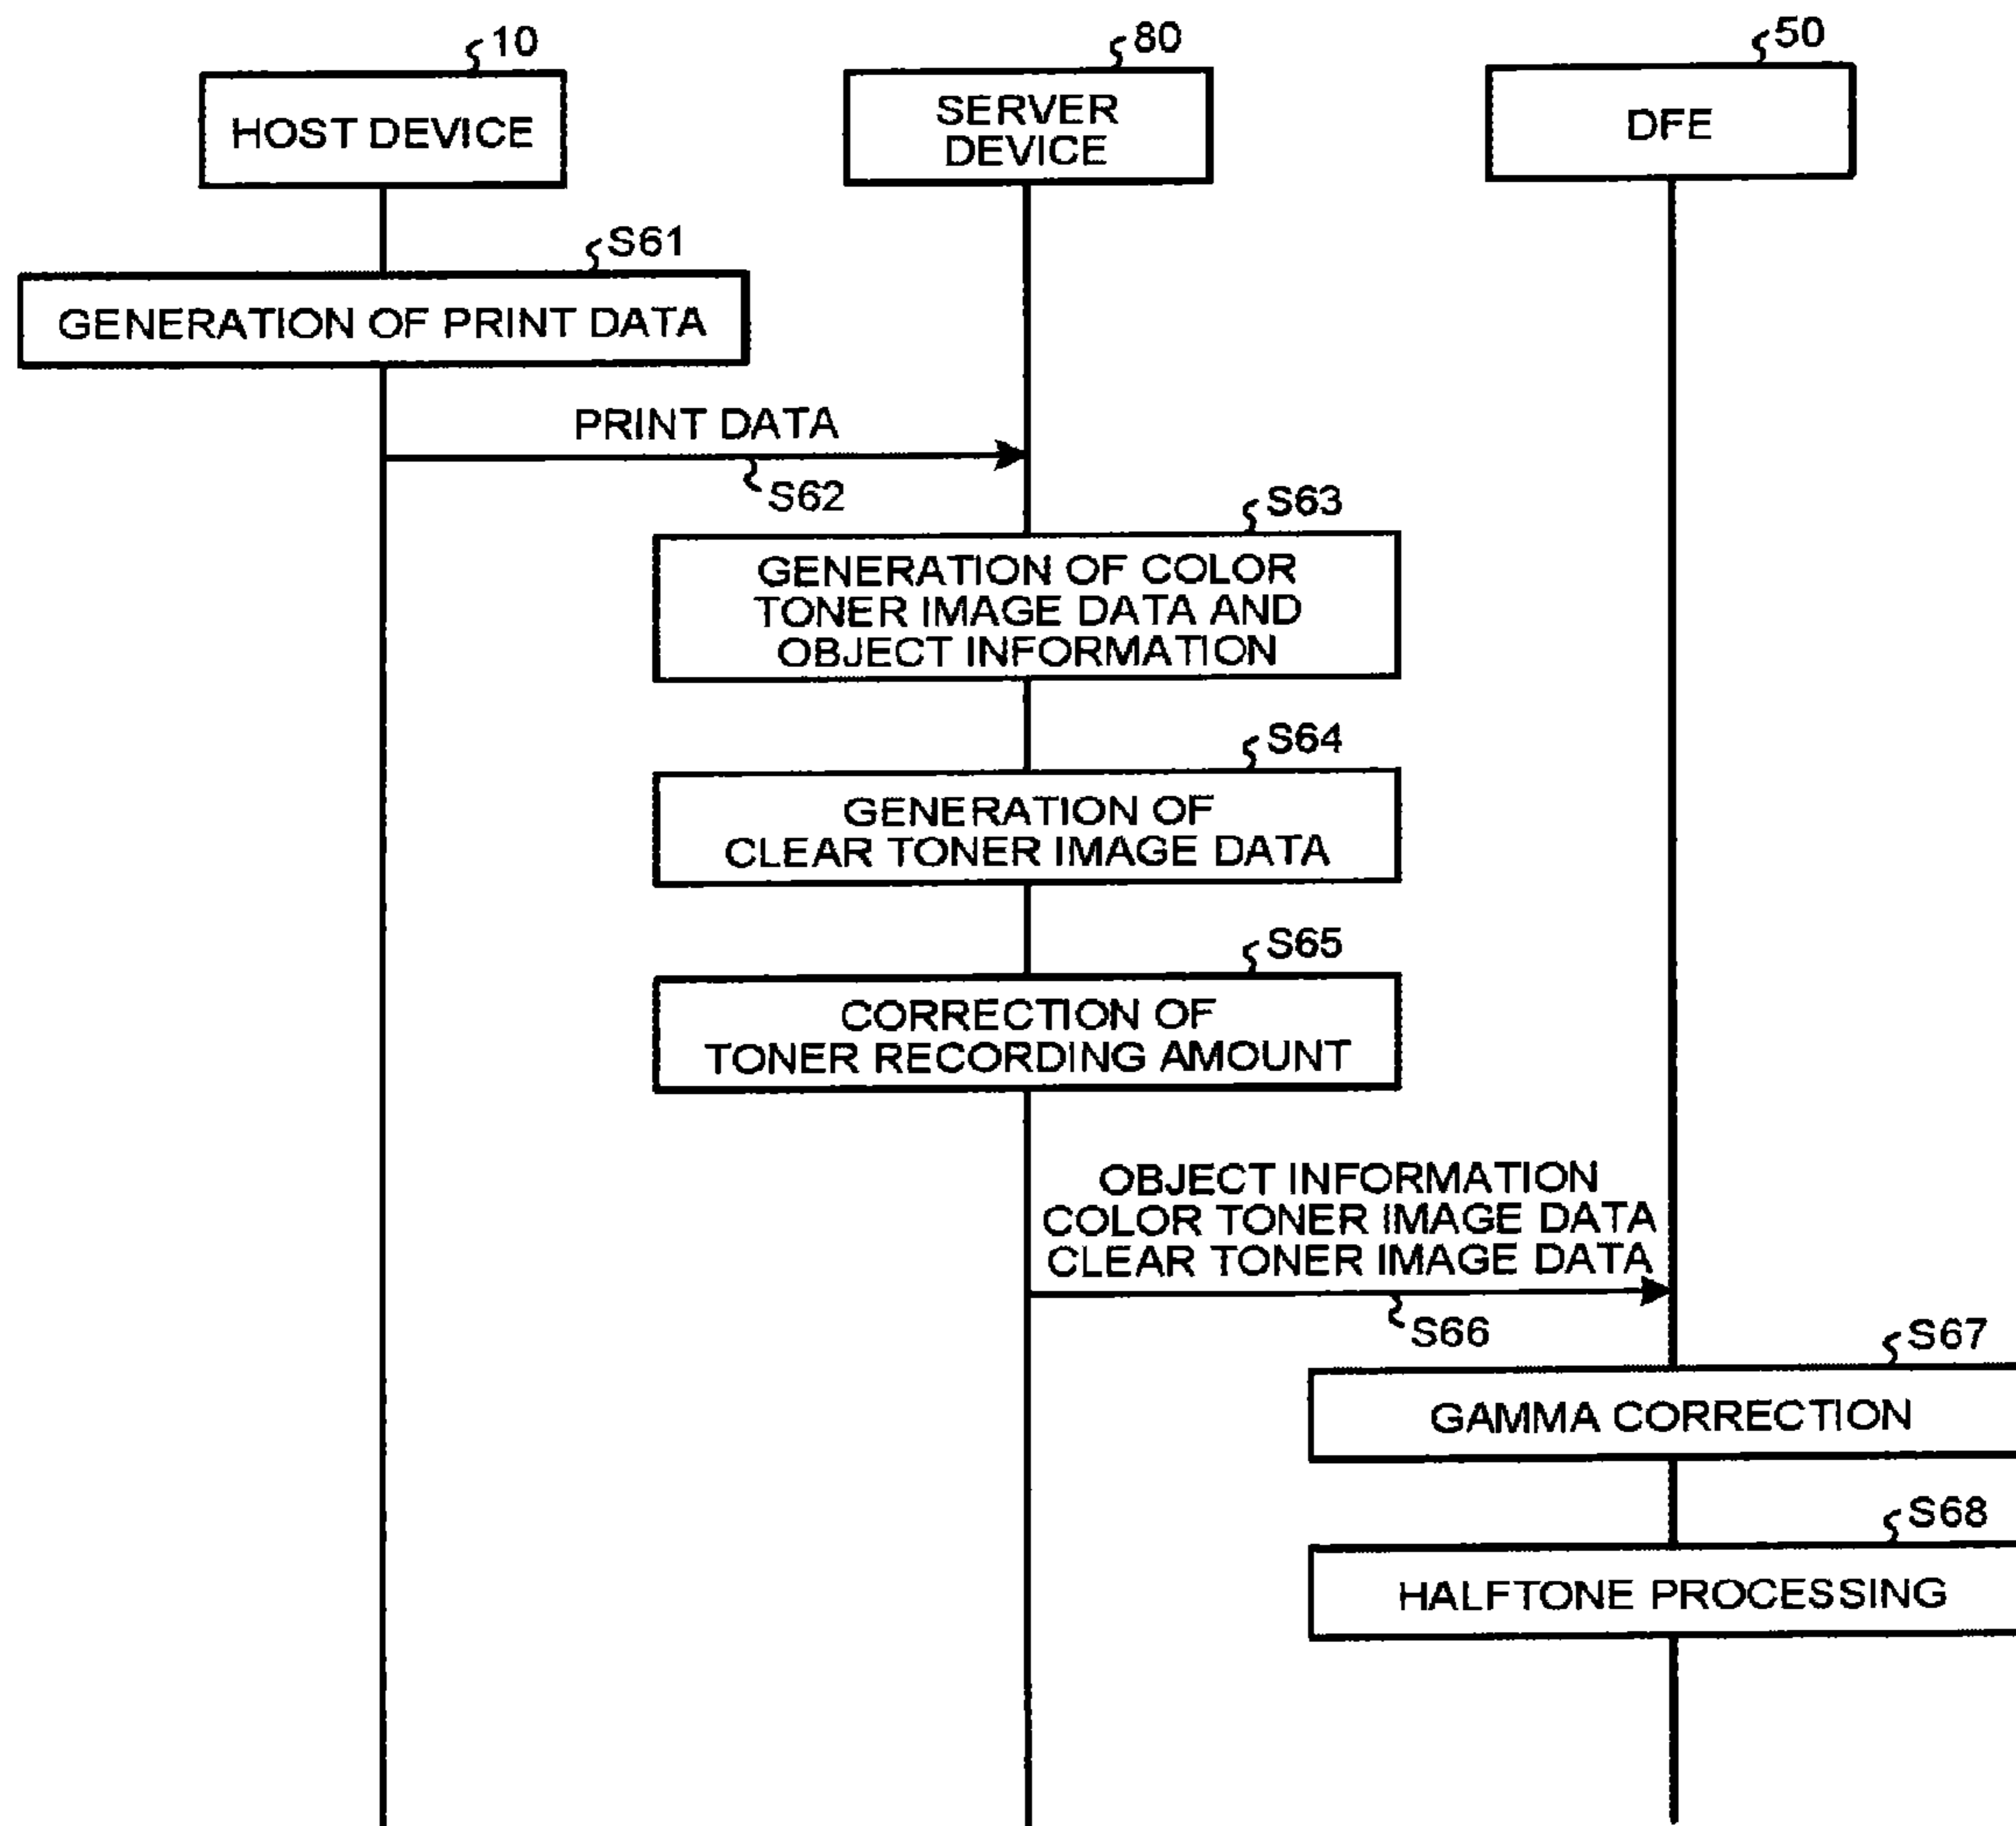 10
80
50
HOST DEVICE
SERVER
DEVICE
DFE
S61
GENERATION OF PRINT DATA
PRINT DATA
S62
S63
GENERATION OF COLOR
TONER IMAGE DATA AND
OBJECT INFORMATION
S64
GENERATION OF
CLEAR TONER IMAGE DATA
S65
CORRECTION OF
TONER RECORDING AMOUNT
OBJECT INFORMATION
COLOR TONER IMAGE DATA
CLEAR TONER IMAGE DATA
S66
S67
GAMMA CORRECTION
S68
HALFTONE PROCESSING